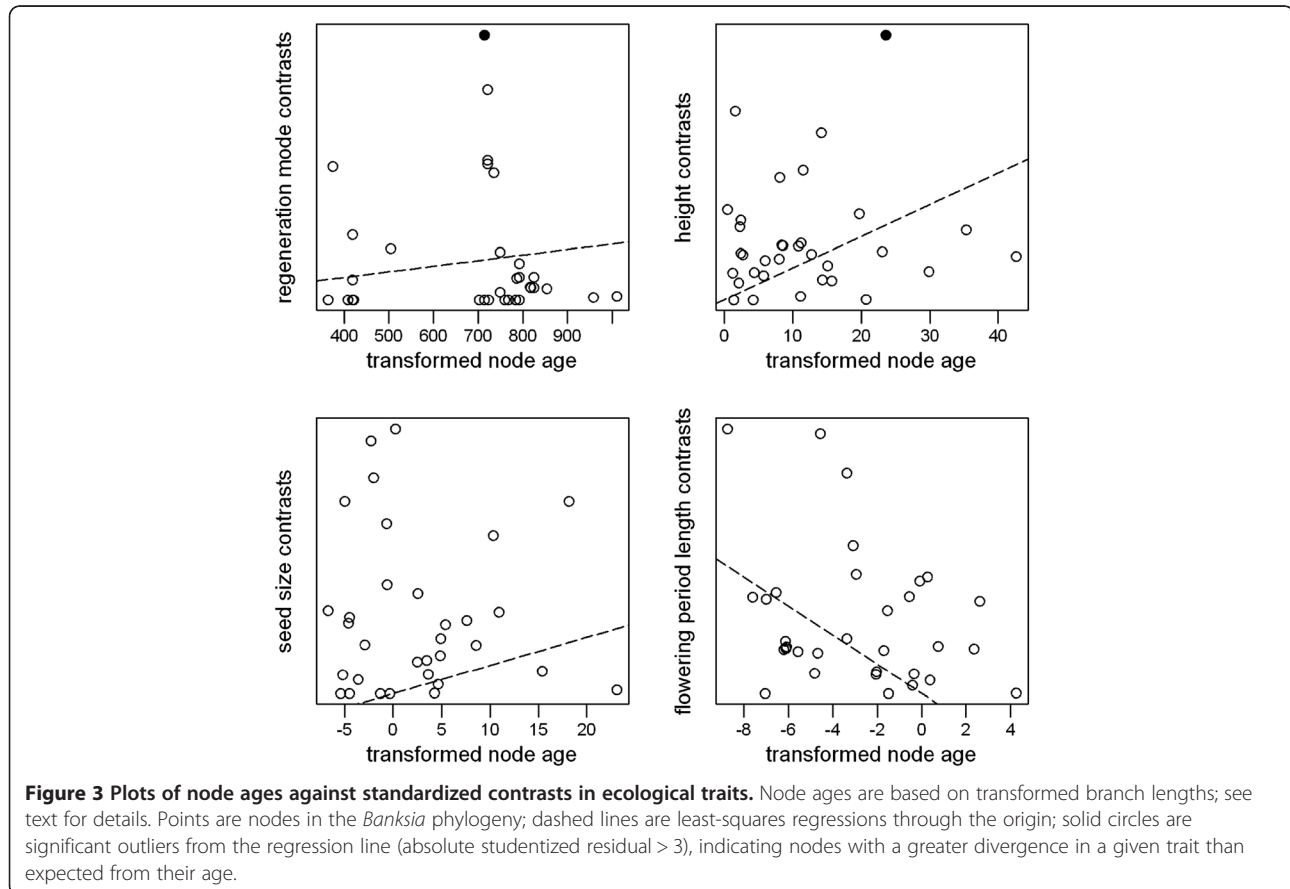 regeneration mode contrasts
400 500 600 700 800 900
transformed node age
height contrasts
0 10 20 30 40
transformed node age
seed size contrasts
-5 0 5 10 15 20
transformed node age
flowering period length contrasts
-8 -6 -4 -2 0 2 4
transformed node age
Figure 3 Plots of node ages against standardized contrasts in ecological traits. Node ages are based on transformed branch lengths; see
text for details. Points are nodes in the Banksia phylogeny; dashed lines are least-squares regressions through the origin; solid circles are
significant outliers from the regression line (absolute studentized residual > 3), indicating nodes with a greater divergence in a given trait than
expected from their age.